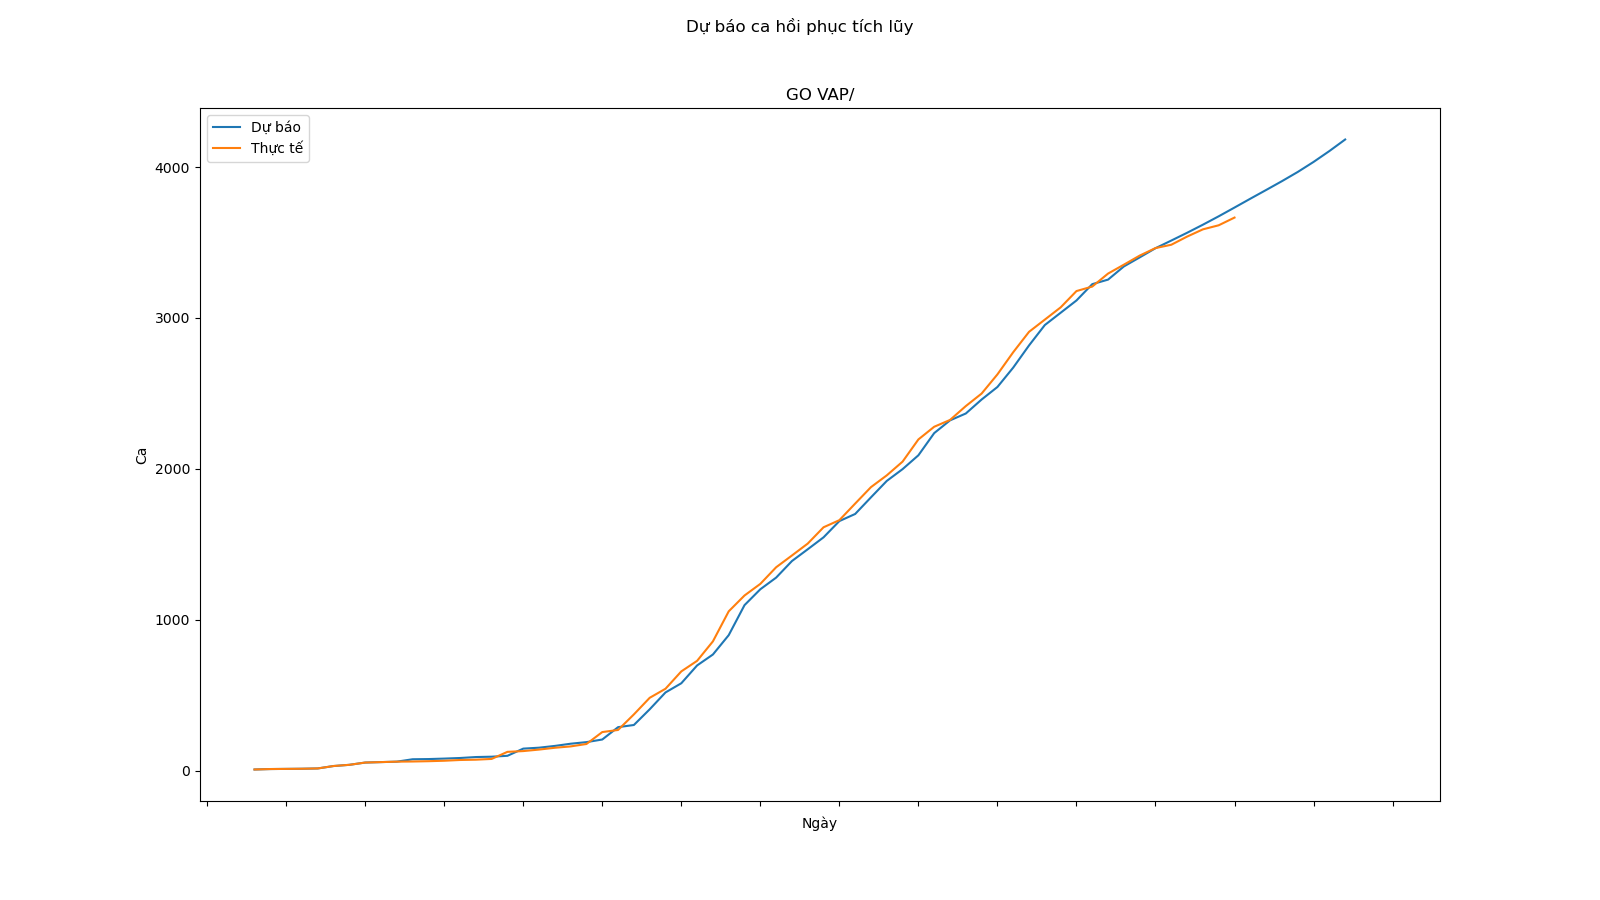 Dự báo ca hồi phục tích lũy
GO VAP/
Dự báo
Thực tế
4000
3000
2000
1000
0
Ca
Ngày